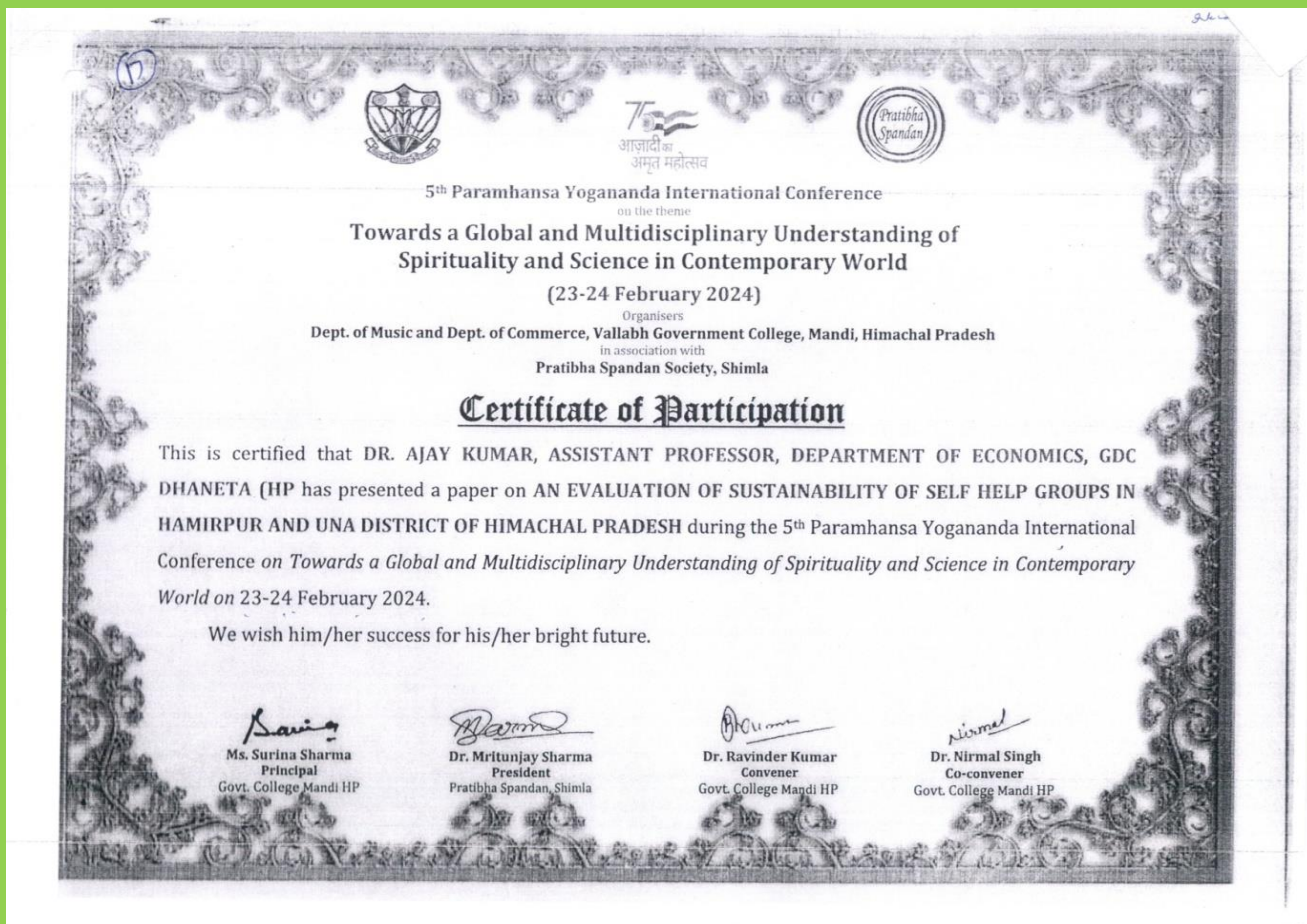 17
Pratibha
Spandan
75
आज़ादी का
अमृत महोत्सव
5th Paramhansa Yogananda International Conference
on the theme
Towards a Global and Multidisciplinary Understanding of
Spirituality and Science in Contemporary World
(23-24 February 2024)
Organisers
Dept. of Music and Dept. of Commerce, Vallabh Government College, Mandi, Himachal Pradesh
in association with
Pratibha Spandan Society, Shimla
Certificate of Participation
This is certified that DR. AJAY KUMAR, ASSISTANT PROFESSOR, DEPARTMENT OF ECONOMICS, GDC
DHANETA (HP has presented a paper on AN EVALUATION OF SUSTAINABILITY OF SELF HELP GROUPS IN
HAMIRPUR AND UNA DISTRICT OF HIMACHAL PRADESH during the 5th Paramhansa Yogananda International
Conference on Towards a Global and Multidisciplinary Understanding of Spirituality and Science in Contemporary
World on 23-24 February 2024.
We wish him/her success for his/her bright future.
Nirmal
Ms. Surina Sharma
Principal
Govt. College Mandi HP
Dr. Mritunjay Sharma
President
Pratibha Spandan, Shimla
Dr. Ravinder Kumar
Convener
Govt. College Mandi HP
Dr. Nirmal Singh
Co-convener
Govt. College Mandi HP